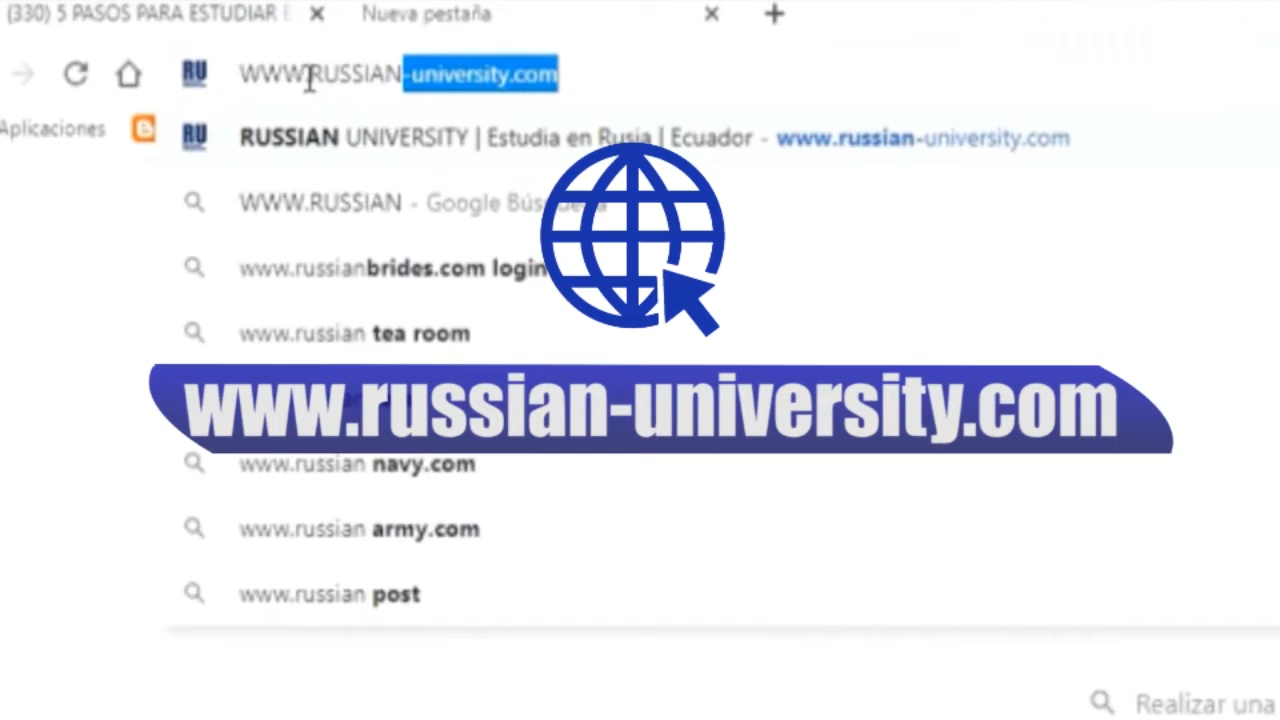 (330) 5 PASOS PARA ESTUDIAR
Nueva pestaña
RU WWW.RUSSIAN-university.com
Aplicaciones
RU RUSSIAN UNIVERSITY | Estudia en Rusia | Ecuador - www.russian-university.com
WWW.RUSSIAN - Google Búsqueda
www.russianbrides.com login
www.russian tea room
www.russian-university.com
www.russian navy.com
www.russian army.com
www.russian post
Realizar una